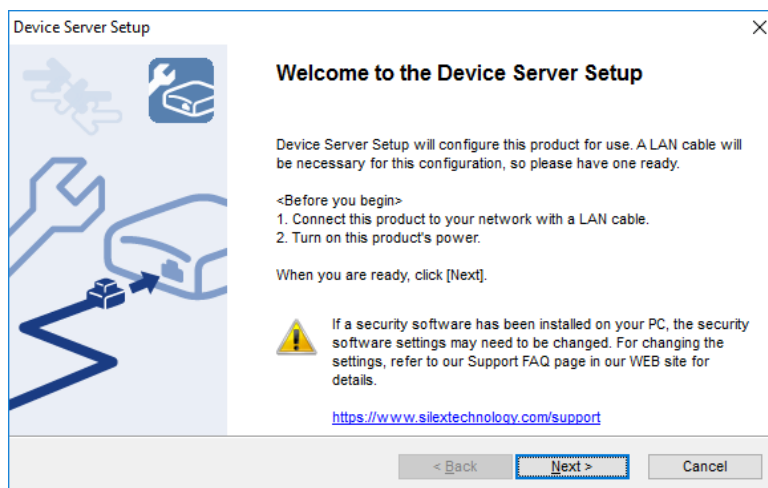 Device Server Setup
Welcome to the Device Server Setup
Device Server Setup will configure this product for use. A LAN cable will
be necessary for this configuration, so please have one ready.
<Before you begin>
1. Connect this product to your network with a LAN cable.
2. Turn on this product's power.
When you are ready, click [Next].
If a security software has been installed on your PC, the security
software settings may need to be changed. For changing the
settings, refer to our Support FAQ page in our WEB site for
details.
https://www.silextechnology.com/support
< Back
Next >
Cancel